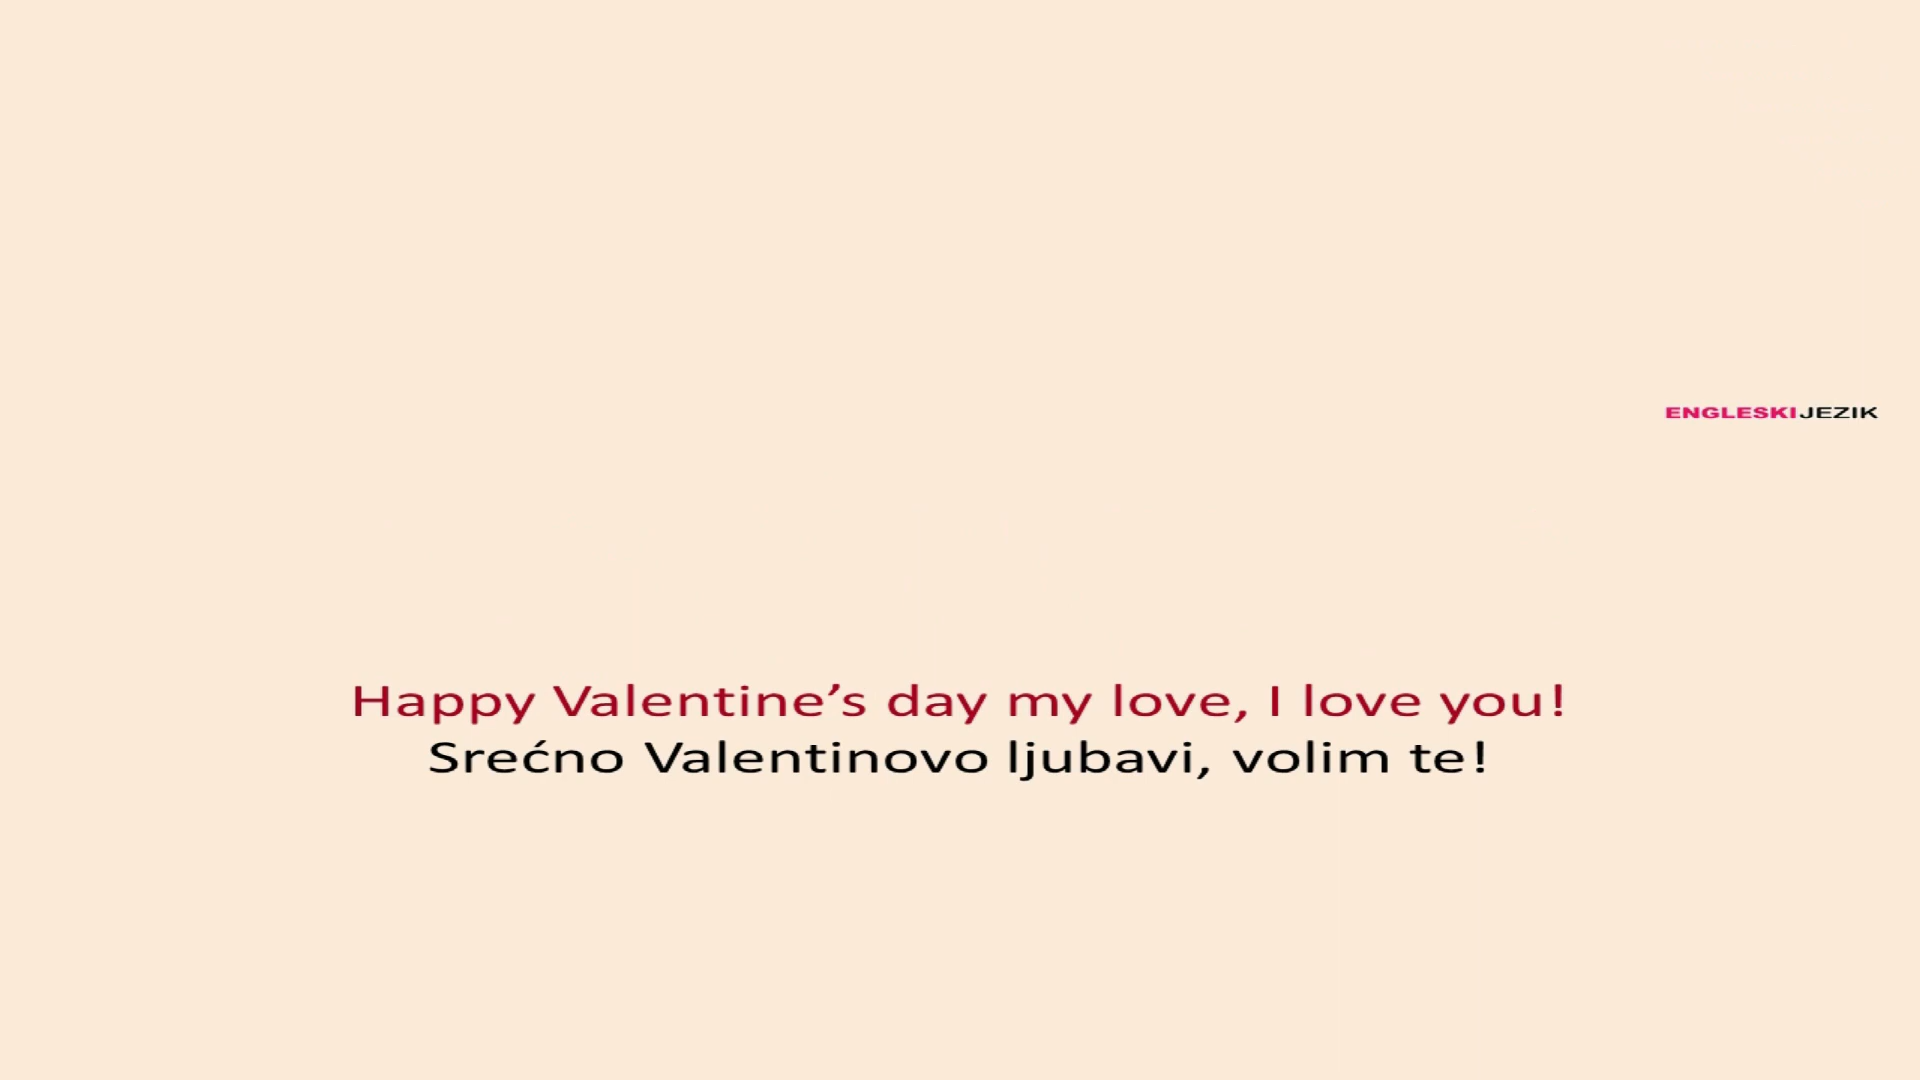 ENGLESKIJEZIK
Happy Valentine’s day my love, I love you!
Srećno Valentinovo ljubavi, volim te!